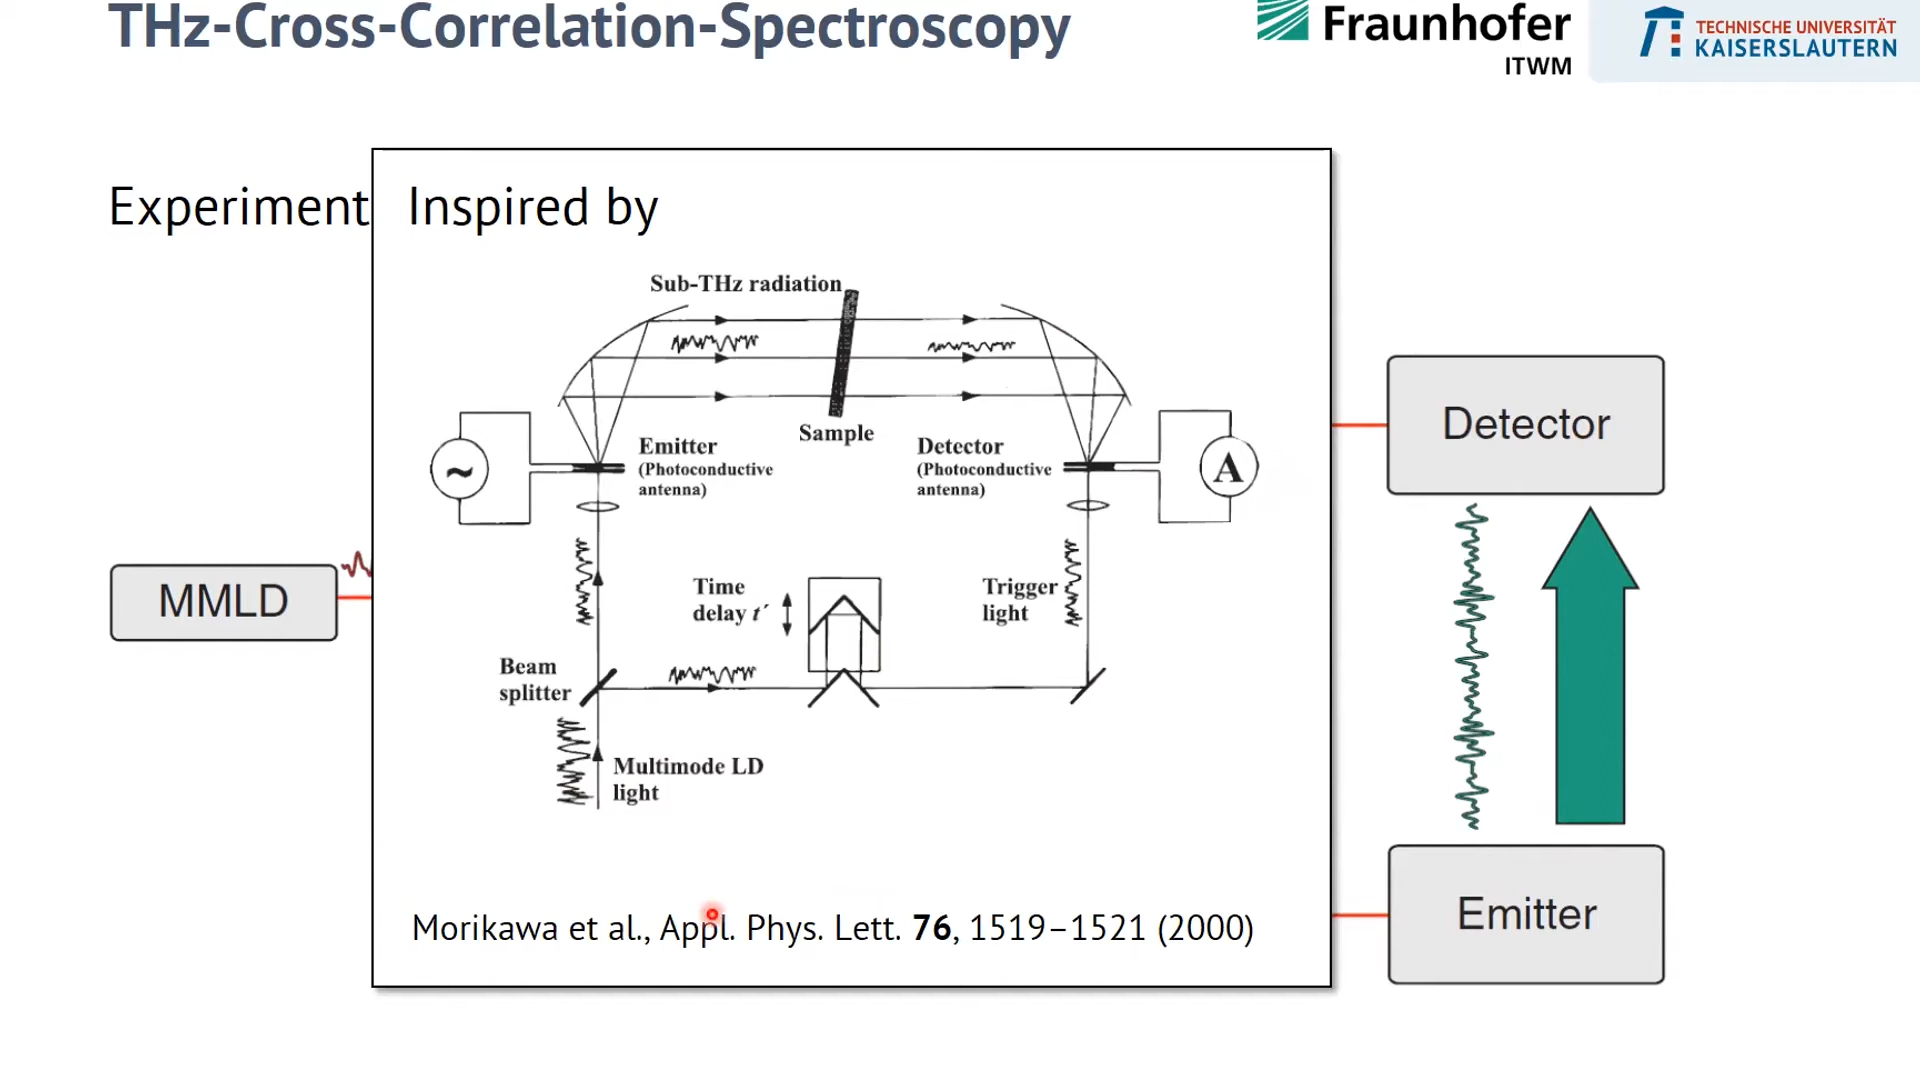 THz-Cross-Correlation-Spectroscopy
Fraunhofer
ITWM
TECHNISCHE UNIVERSITÄT
KAISERSLAUTERN
Experiment
Inspired by
Sub-THz radiation
Sample
Emitter
(Photoconductive
antenna)
Detector
(Photoconductive
antenna)
~
A
Time
delay t´
Trigger
light
Beam
splitter
Multimode LD
light
Morikawa et al., Appl. Phys. Lett. 76, 1519–1521 (2000)
MMLD
Detector
Emitter